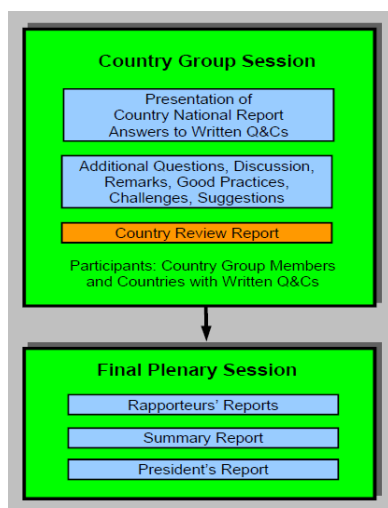 Country Group Session
Presentation of
Country National Report
Answers to Written Q&Cs
Additional Questions, Discussion,
Remarks, Good Practices,
Challenges, Suggestions
Country Review Report
Participants: Country Group Members
and Countries with Written Q&Cs
Final Plenary Session
Rapporteurs' Reports
Summary Report
President's Report